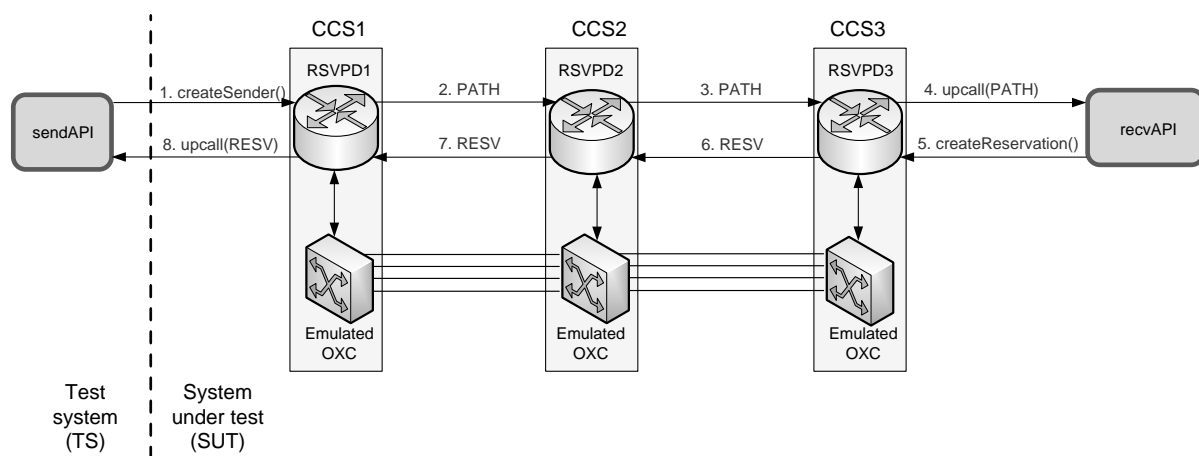 CCS1
CCS2
CCS3
RSVPD1
RSVPD2
RSVPD3
1. createSender()
2. PATH
3. PATH
4. upcall(PATH)
sendAPI
recvAPI
8. upcall(RESV)
7. RESV
6. RESV
5. createReservation()
Emulated
OXC
Emulated
OXC
Emulated
OXC
Test
system
(TS)
System
under test
(SUT)